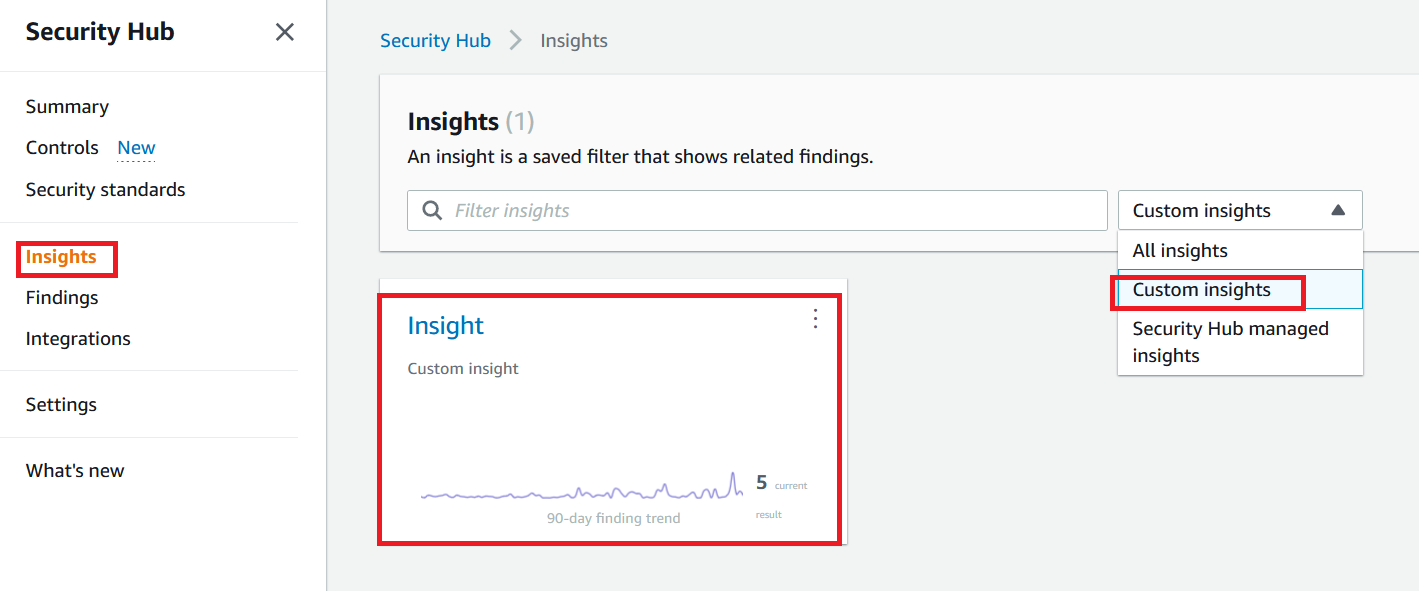 Security Hub
Summary
Controls New
Security standards
Insights
Findings
Integrations
Settings
What's new
Security Hub Insights
Insights (1)
An insight is a saved filter that shows related findings.
Filter insights
Custom insights
All insights
Custom insights
Security Hub managed
insights
Insight
Custom insight
5 current
result
90-day finding trend